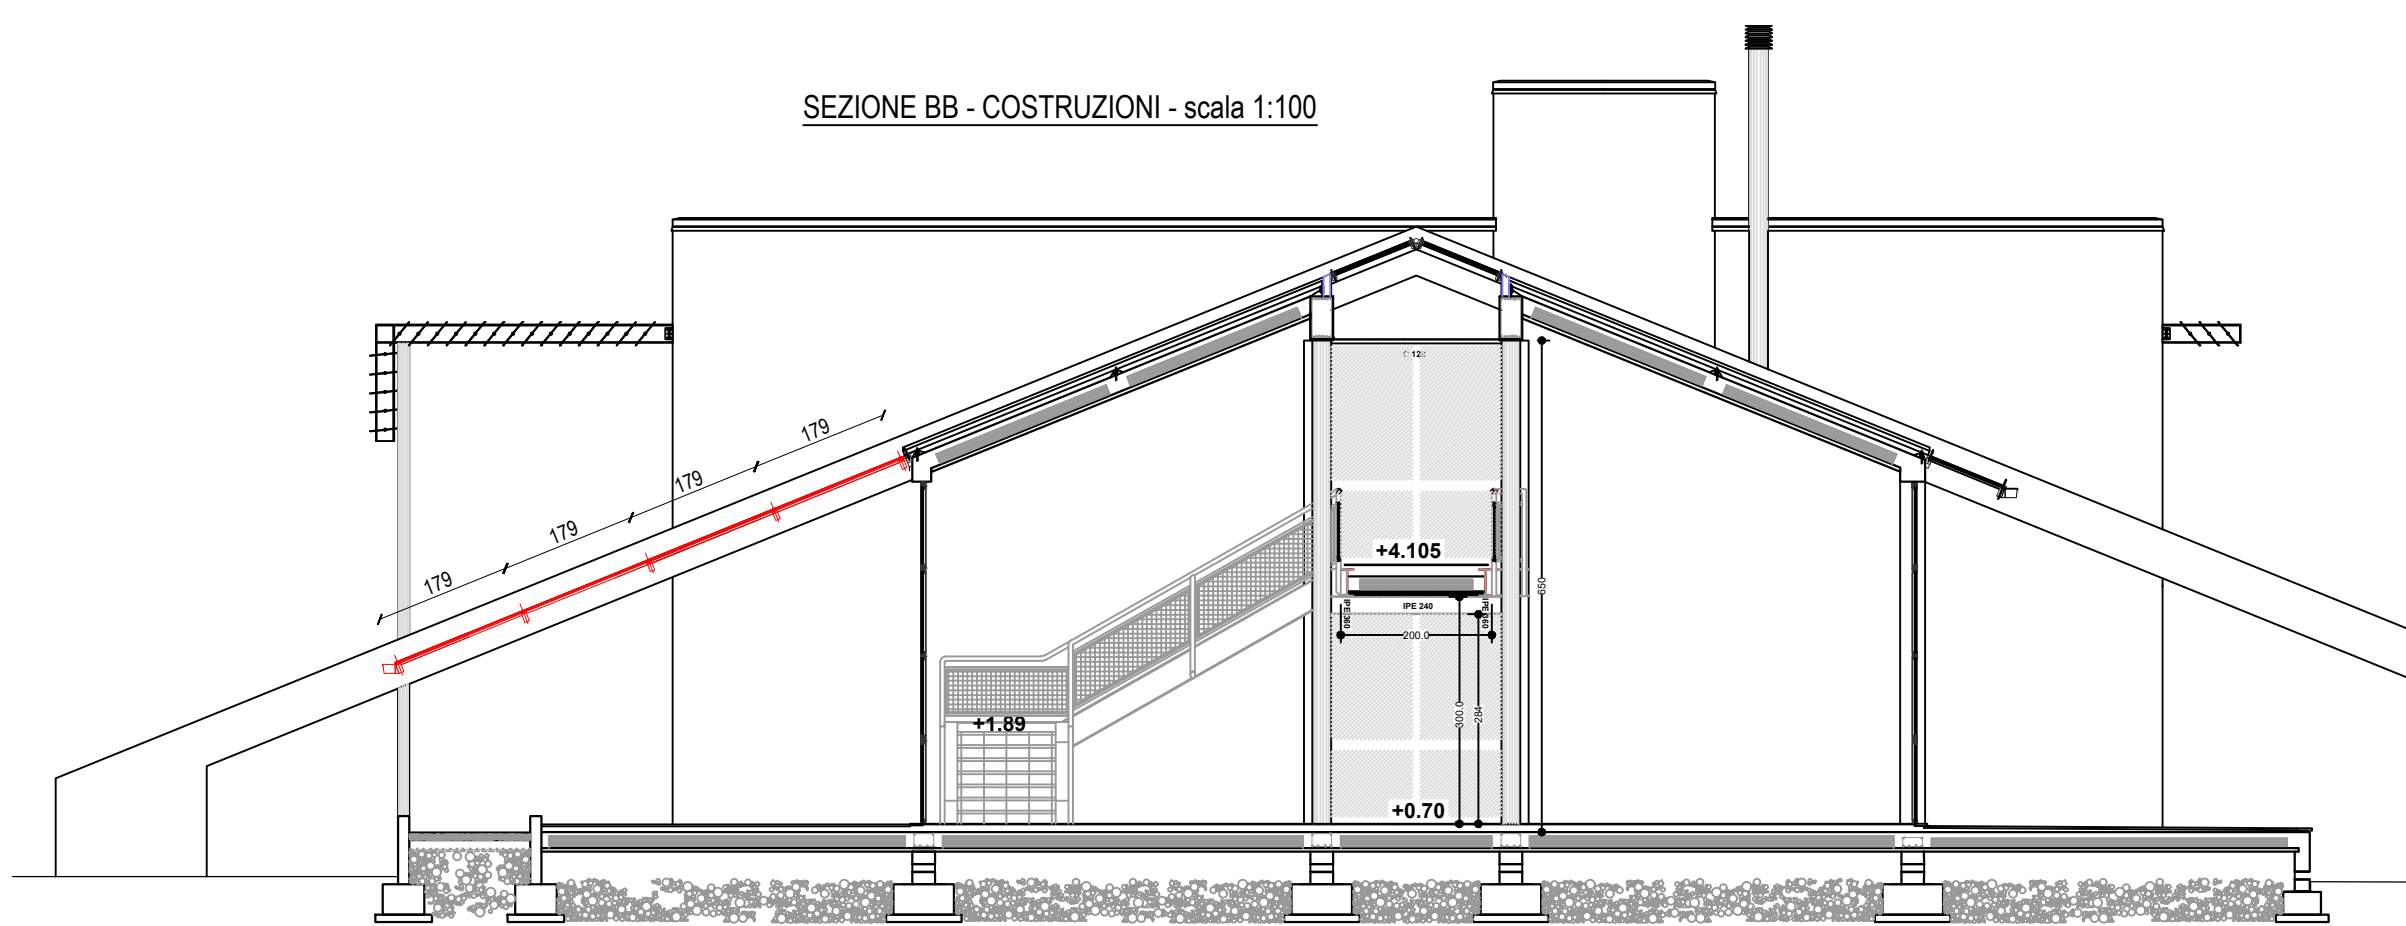 SEZIONE BB - COSTRUZIONI - scala 1:100
179
179
179
179
+4.105
IPE 240
IPE 360
IPE 360
200.0
650
300.0
284
+1.89
+0.70